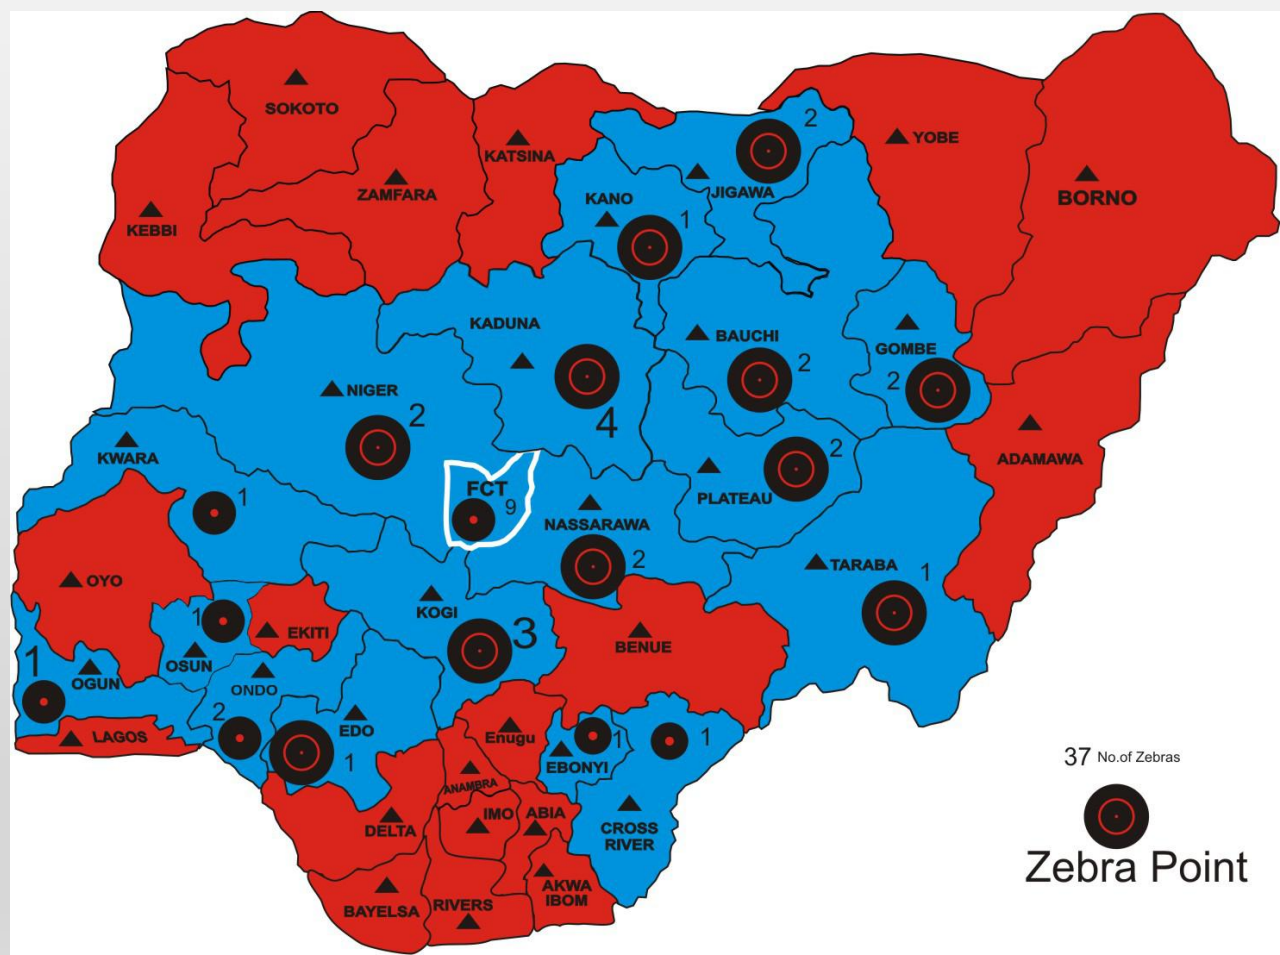 SOKOTO
2
YOBE
KATSINA
ZAMFARA
JIGAWA
BORNO
KANO
1
KEBBI
KADUNA
BAUCHI
GOMBE
2
2
NIGER
2
4
2
KWARA
ADAMAWA
FCT
9
PLATEAU
1
NASSARAWA
2
TARABA
1
OYO
KOGI
1
EKITI
3
BENUE
OSUN
1
OGUN
ONDO
2
EDO
LAGOS
Enugu
1
1
1
EBONYI
37 No.of Zebras
ANAMBRA
IMO
ABIA
DELTA
CROSS
RIVER
Zebra Point
AKWA
IBOM
BAYELSA
RIVERS